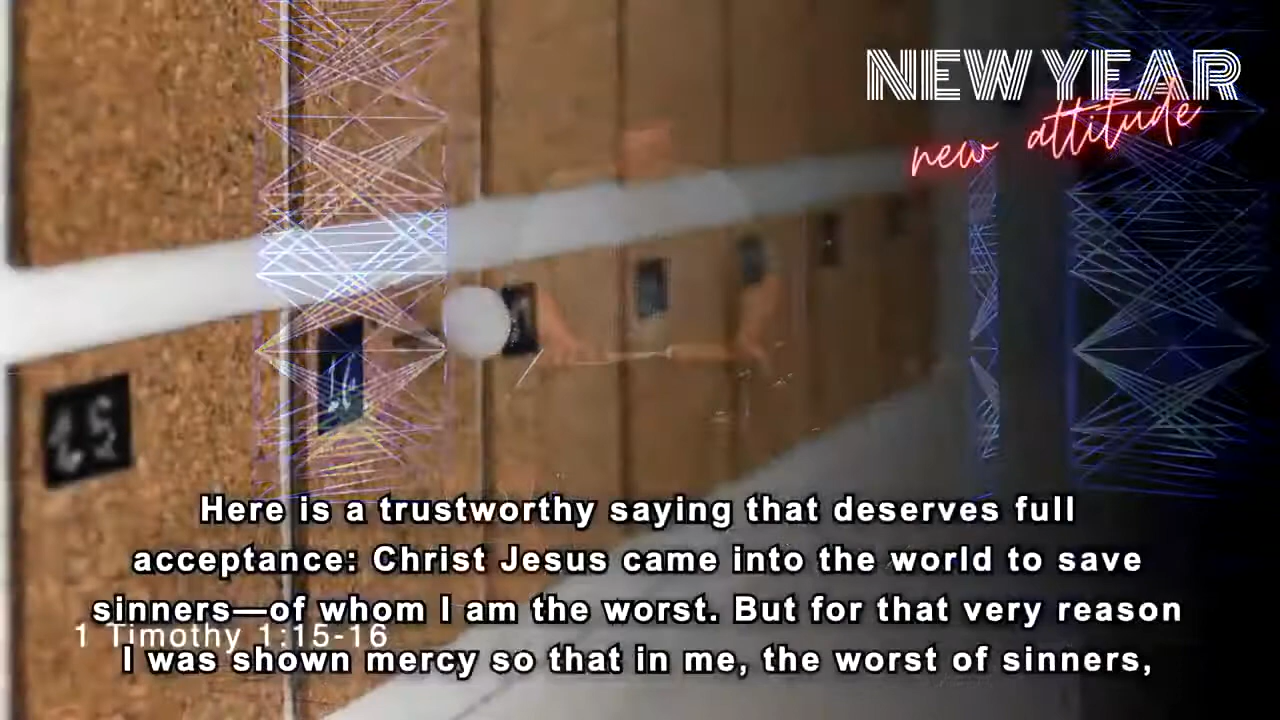 NEW YEAR
new attitude
16
Here is a trustworthy saying that deserves full
acceptance: Christ Jesus came into the world to save
sinners—of whom I am the worst. But for that very reason
1 Timothy 1:15-16
I was shown mercy so that in me, the worst of sinners,